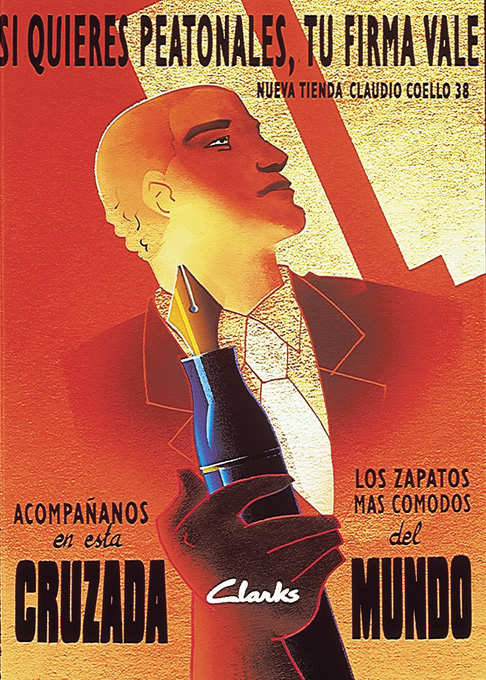 SI QUIERES PEATONALES, TU FIRMA VALE
NUEVA TIENDA CLAUDIO COELLO 38
ACOMPAÑANOS
en esta
CRUZADA
LOS ZAPATOS
MAS COMODOS
del
MUNDO
Clarks